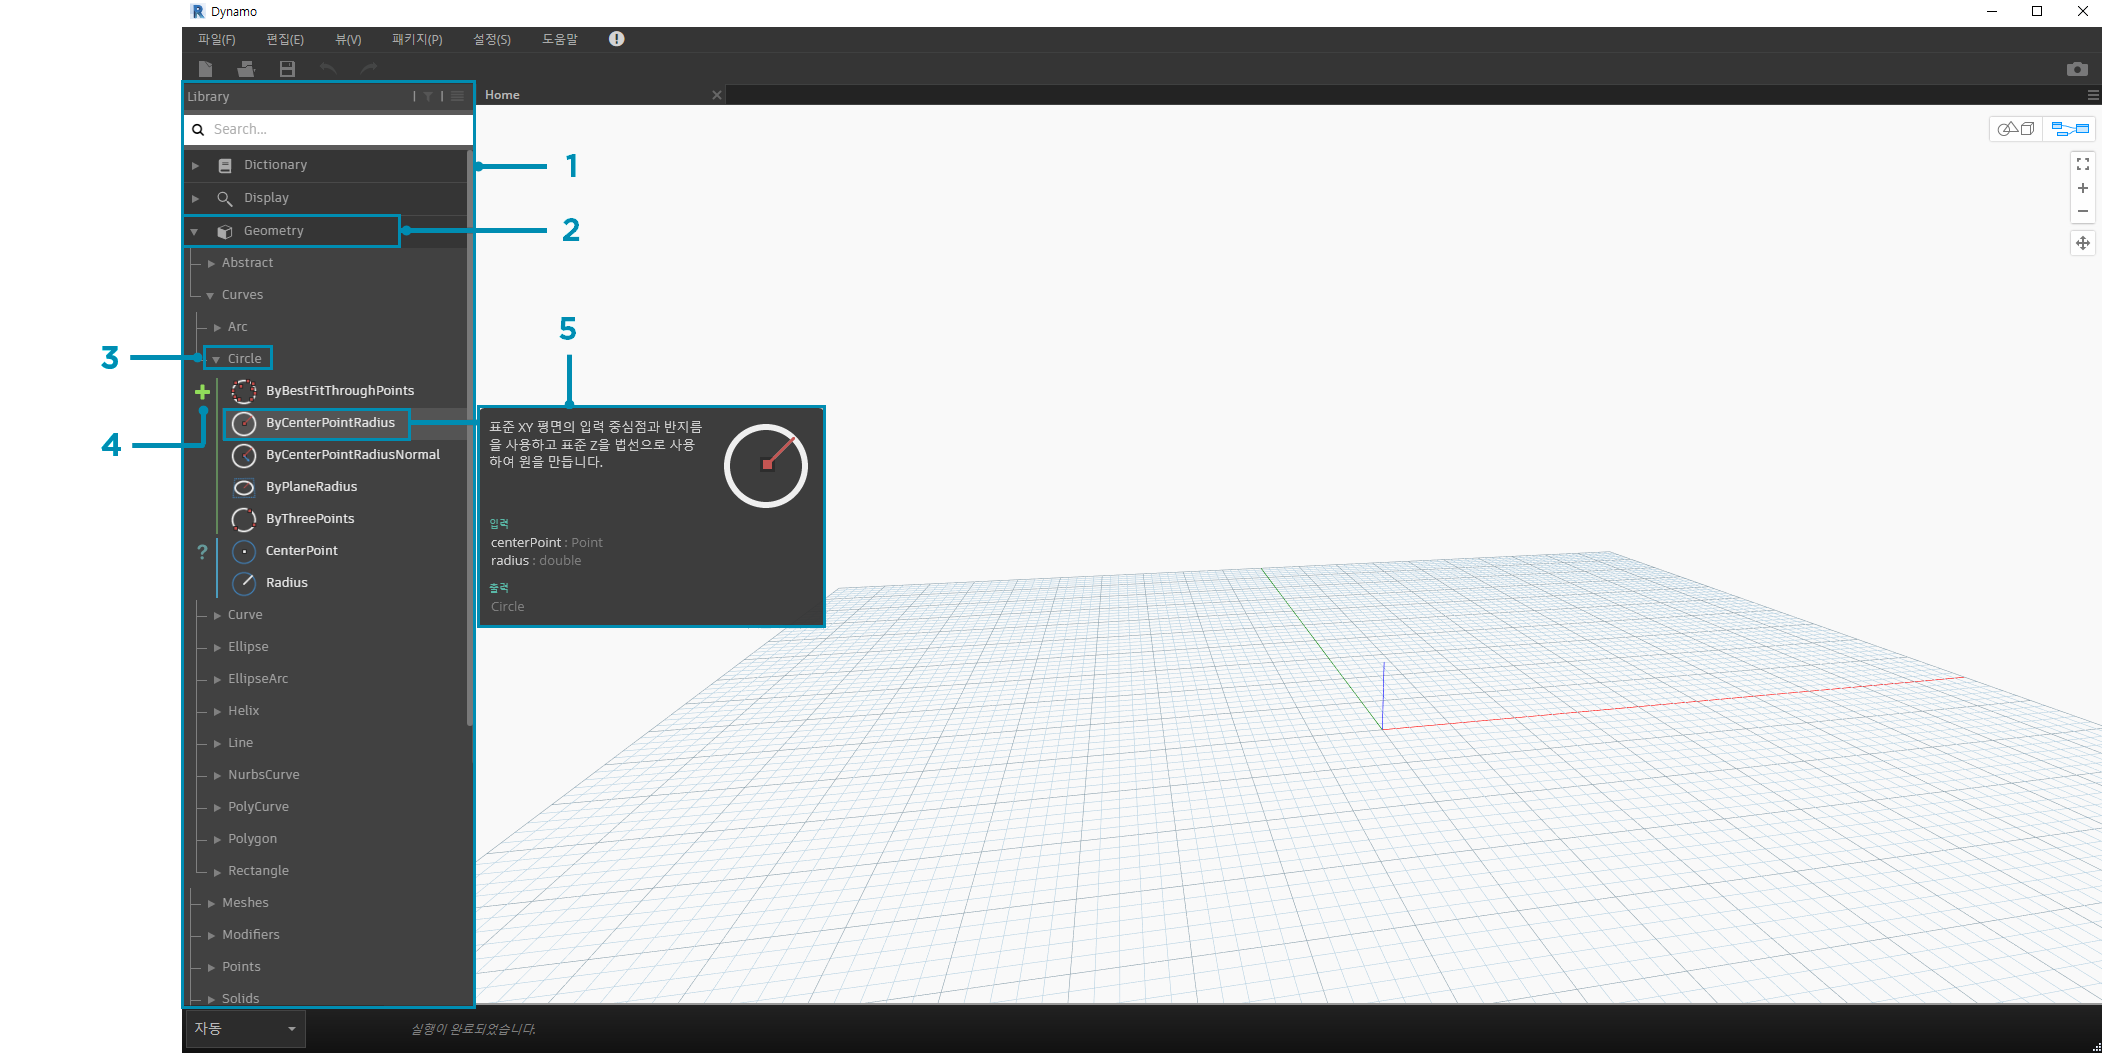 Dynamo
파일(F) 편집(E) 뷰(V) 패키지(P) 설정(S) 도움말
Library
Home
Search...
Dictionary
1
Display
Geometry
2
Abstract
Curves
Arc
5
3
Circle
ByBestFitThroughPoints
ByCenterPointRadius
4
ByCenterPointRadiusNormal
ByPlaneRadius
ByThreePoints
? CenterPoint
Radius
표준 XY 평면의 입력 중심점과 반지름
을 사용하고 표준 Z을 법선으로 사용
하여 원을 만듭니다.
입력
centerPoint : Point
radius : double
출력
Circle
Curve
Ellipse
EllipseArc
Helix
Line
NurbsCurve
PolyCurve
Polygon
Rectangle
Meshes
Modifiers
Points
Solids
자동
실행이 완료되었습니다.